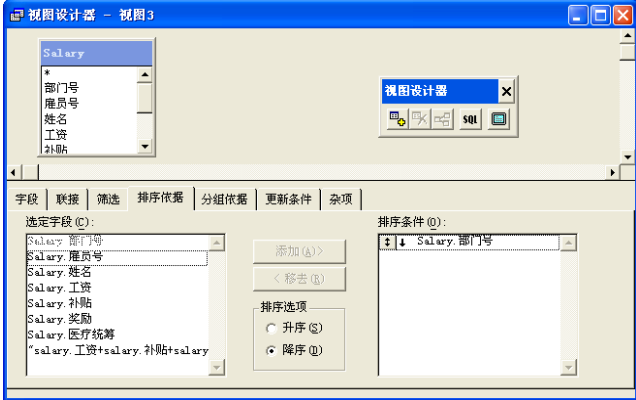 视图设计器 - 视图3
Salary
*
部门号
雇员号
姓名
工资
补贴
视图设计器
SQL
字段 联接 筛选 排序依据 分组依据 更新条件 杂项
选定字段(C):
Salary.部门号
Salary.雇员号
Salary.姓名
Salary.工资
Salary.补贴
Salary.奖励
Salary.医疗统筹
"salary.工资+salary.补贴+salary
添加(A)>
< 移去(R)
排序选项
升序(S)
降序(D)
排序条件(O):
Salary.部门号